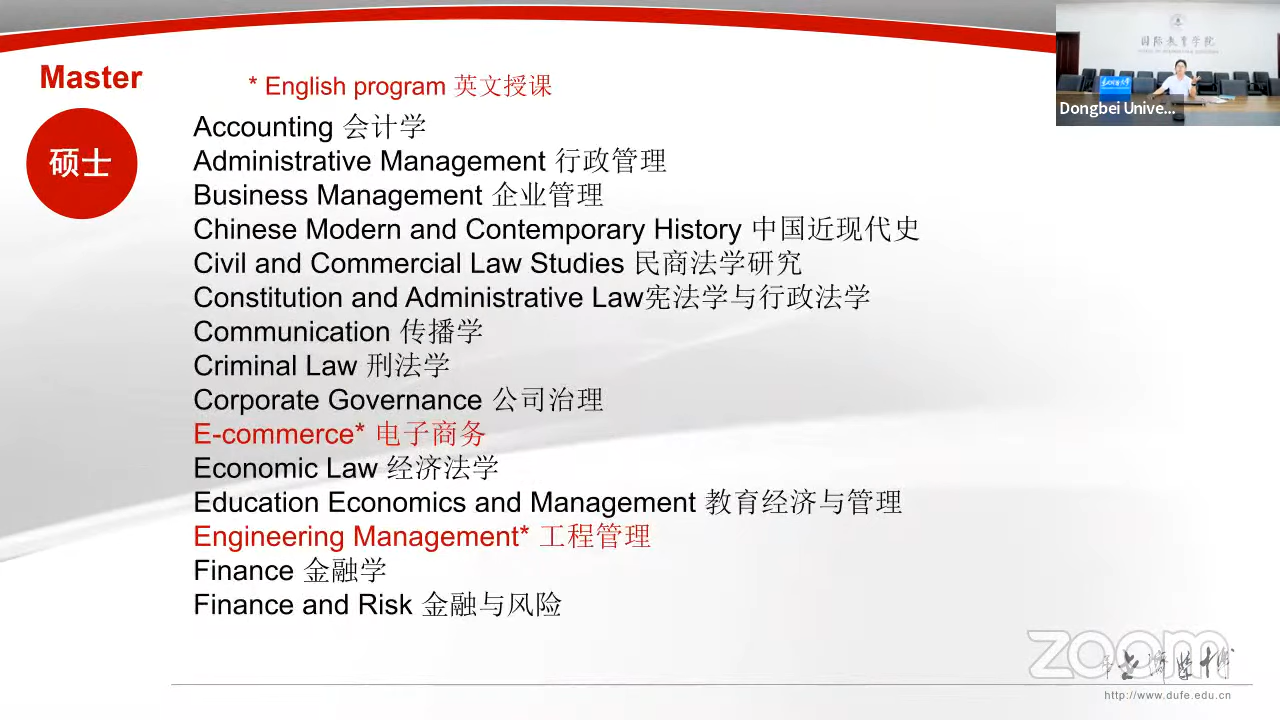 Master
硕士
* English program 英文授课
Accounting 会计学
Administrative Management 行政管理
Business Management 企业管理
Chinese Modern and Contemporary History 中国近现代史
Civil and Commercial Law Studies 民商法学研究
Constitution and Administrative Law宪法学与行政法学
Communication 传播学
Criminal Law 刑法学
Corporate Governance 公司治理
E-commerce* 电子商务
Economic Law 经济法学
Education Economics and Management 教育经济与管理
Engineering Management* 工程管理
Finance 金融学
Finance and Risk 金融与风险
国际教育学院
Dongbei Unive...
zoom
http://www.dufe.edu.cn